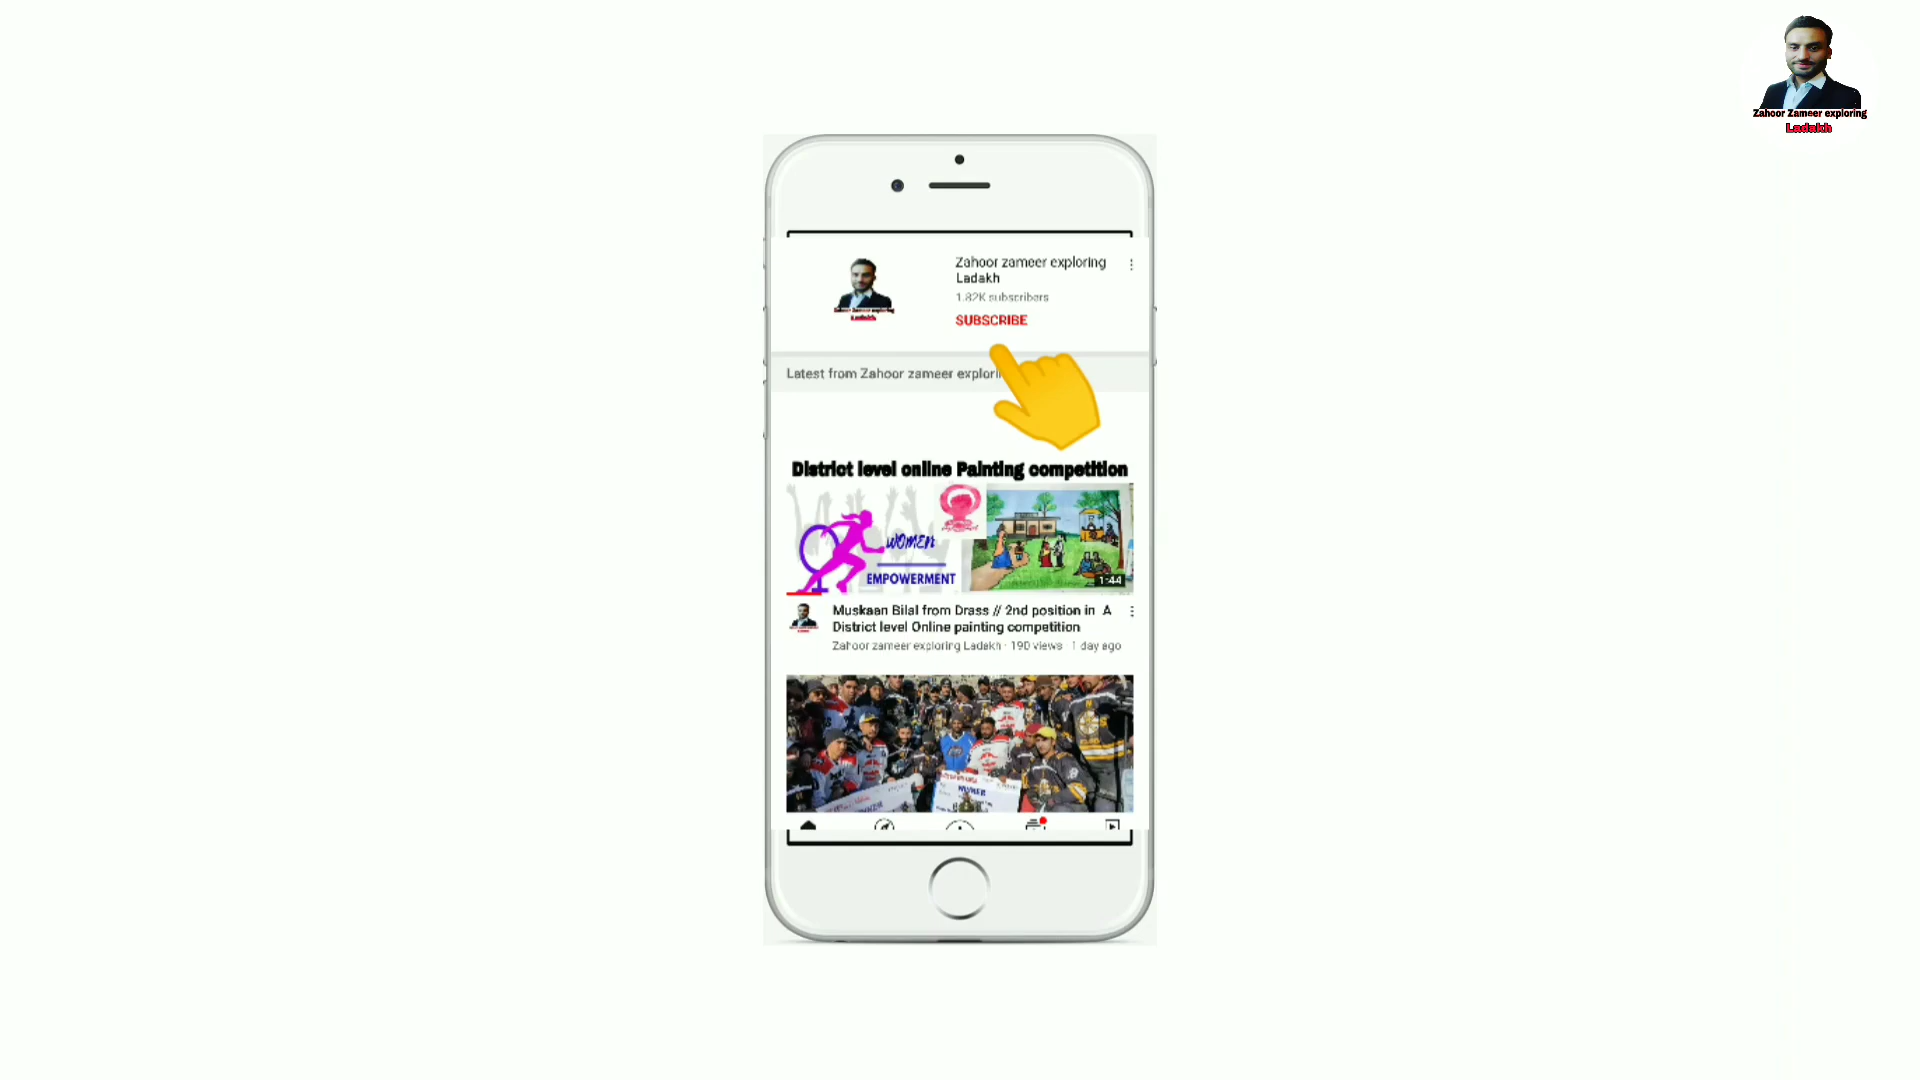 Zahoor Zameer exploring
Ladakh
Zahoor zameer exploring
Ladakh
1.82K subscribers
SUBSCRIBE
Latest from Zahoor zameer
District level online Painting competition
WOMEN
EMPOWERMENT
1:44
Muskaan Bilal from Drass // 2nd position in A
District level Online painting competition
Zahoor zameer exploring Ladakh · 190 views · 1 day ago
WINNER